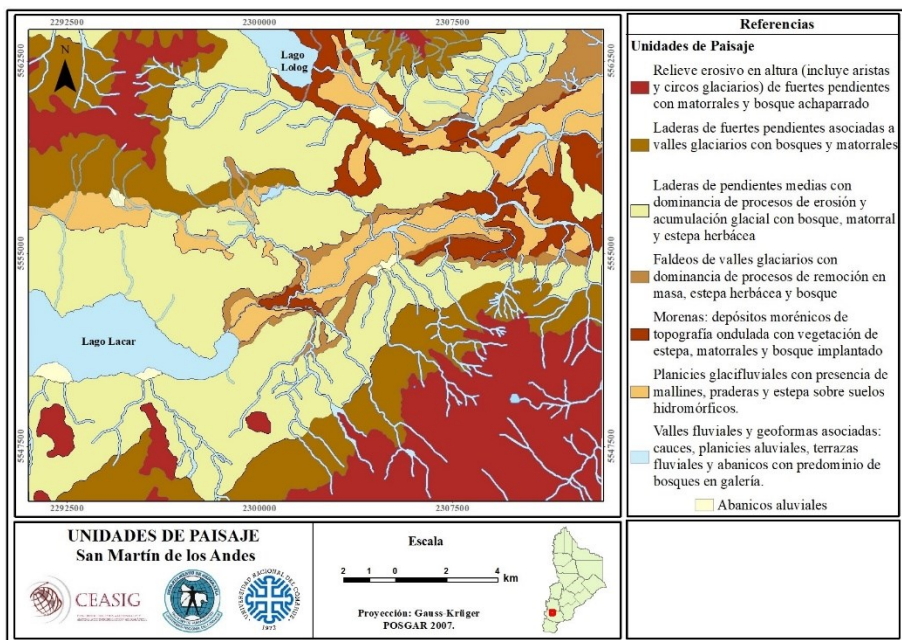 2292500
2300000
2307500
5562500
5562500
N
Lago
Lolog
5555000
5555000
Lago Lacar
5547500
5547500
2292500
2300000
2307500
Referencias
Unidades de Paisaje
Relieve erosivo en altura (incluye aristas
y circos glaciarios) de fuertes pendientes
con matorrales y bosque achaparrado
Laderas de fuertes pendientes asociadas a
valles glaciarios con bosques y matorrales
Laderas de pendientes medias con
dominancia de procesos de erosión y
acumulación glacial con bosque, matorral
y estepa herbácea
Faldeos de valles glaciarios con
dominancia de procesos de remoción en
masa, estepa herbácea y bosque
Morenas: depósitos morénicos de
topografía ondulada con vegetación de
estepa, matorrales y bosque implantado
Planicies glacifluviales con presencia de
mallines, praderas y estepa sobre suelos
hidromórficos.
Valles fluviales y geoformas asociadas:
cauces, planicies aluviales, terrazas
fluviales y abanicos con predominio de
bosques en galería.
Abanicos aluviales
UNIDADES DE PAISAJE
San Martín de los Andes
CEASIG
UNIVERSIDAD NACIONAL DEL COMAHUE
1972
Escala
2 1 0 2 4
km
Proyección: Gauss-Krüger
POSGAR 2007.